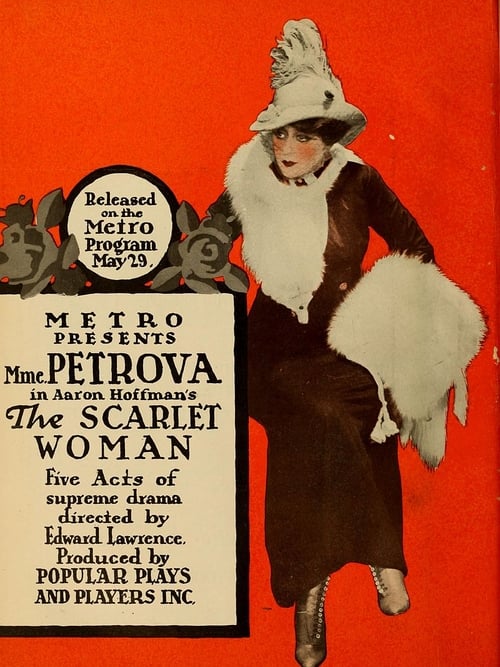 Released
on the
Metro
Program
May 29.
METRO
PRESENTS
Mme. PETROVA
in Aaron Hoffman's
The SCARLET
WOMAN
Five Acts of
supreme drama
directed by
Edward Lawrence.
Produced by
POPULAR PLAYS
AND PLAYERS INC.